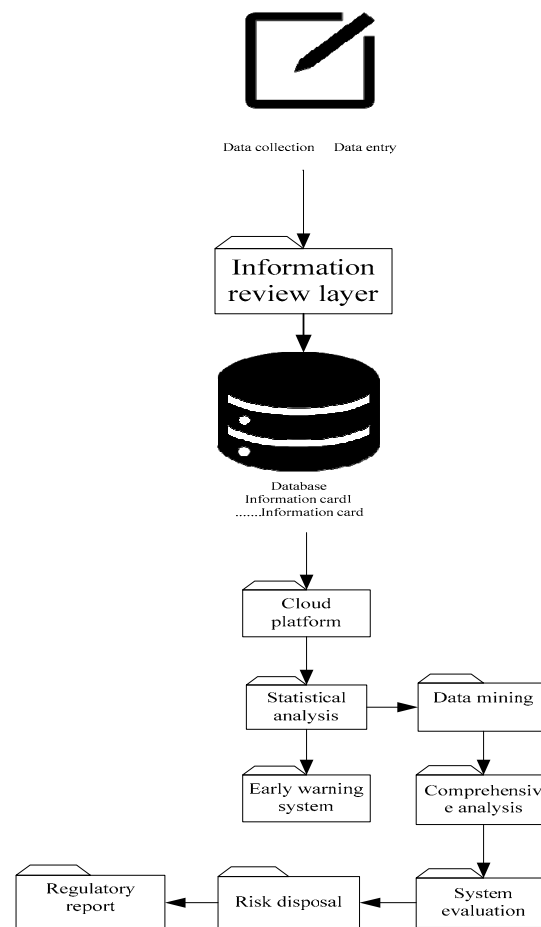 Data collection Data entry
Information
review layer
Database
Information card1
.......Information card
Cloud
platform
Statistical
analysis
Data mining
Early warning
system
Comprehensiv
e analysis
Regulatory
report
Risk disposal
System
evaluation